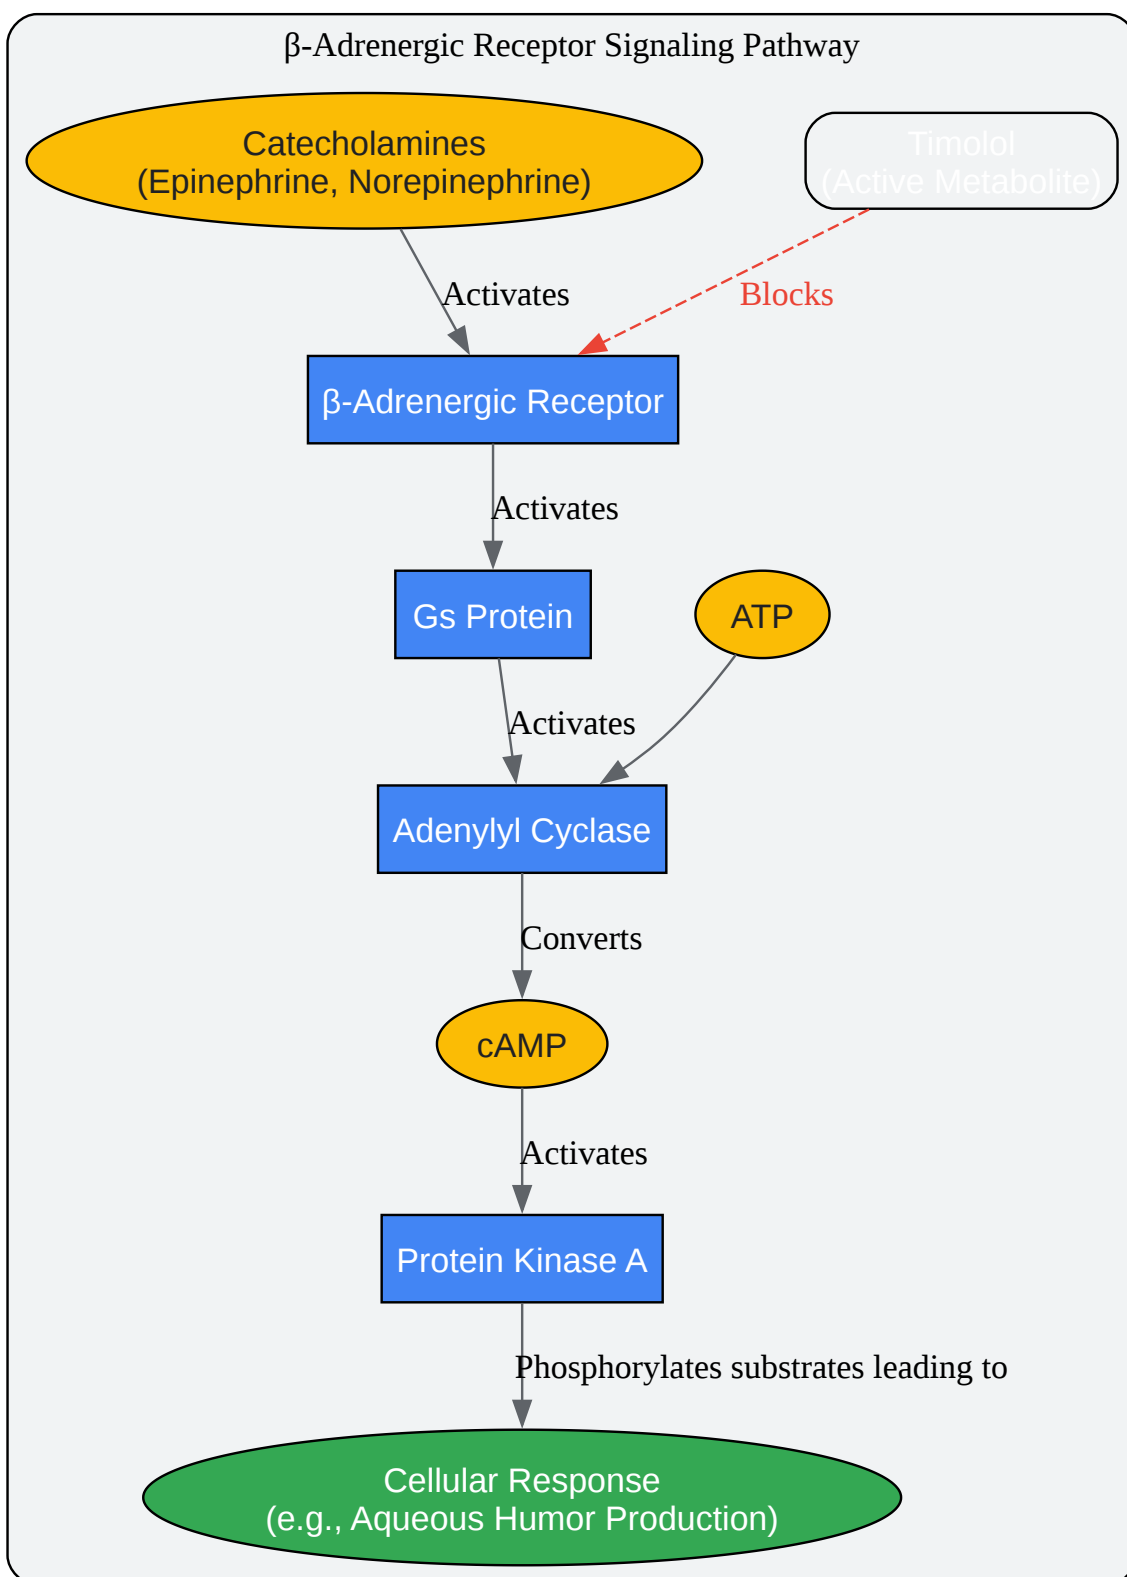 β-Adrenergic Receptor Signaling Pathway
Catecholamines
(Epinephrine, Norepinephrine)
Timolol
(Active Metabolite)
Activates
Blocks
β-Adrenergic Receptor
Activates
Gs Protein
ATP
Activates
Adenylyl Cyclase
Converts
cAMP
Activates
Protein Kinase A
Phosphorylates substrates leading to
Cellular Response
(e.g., Aqueous Humor Production)